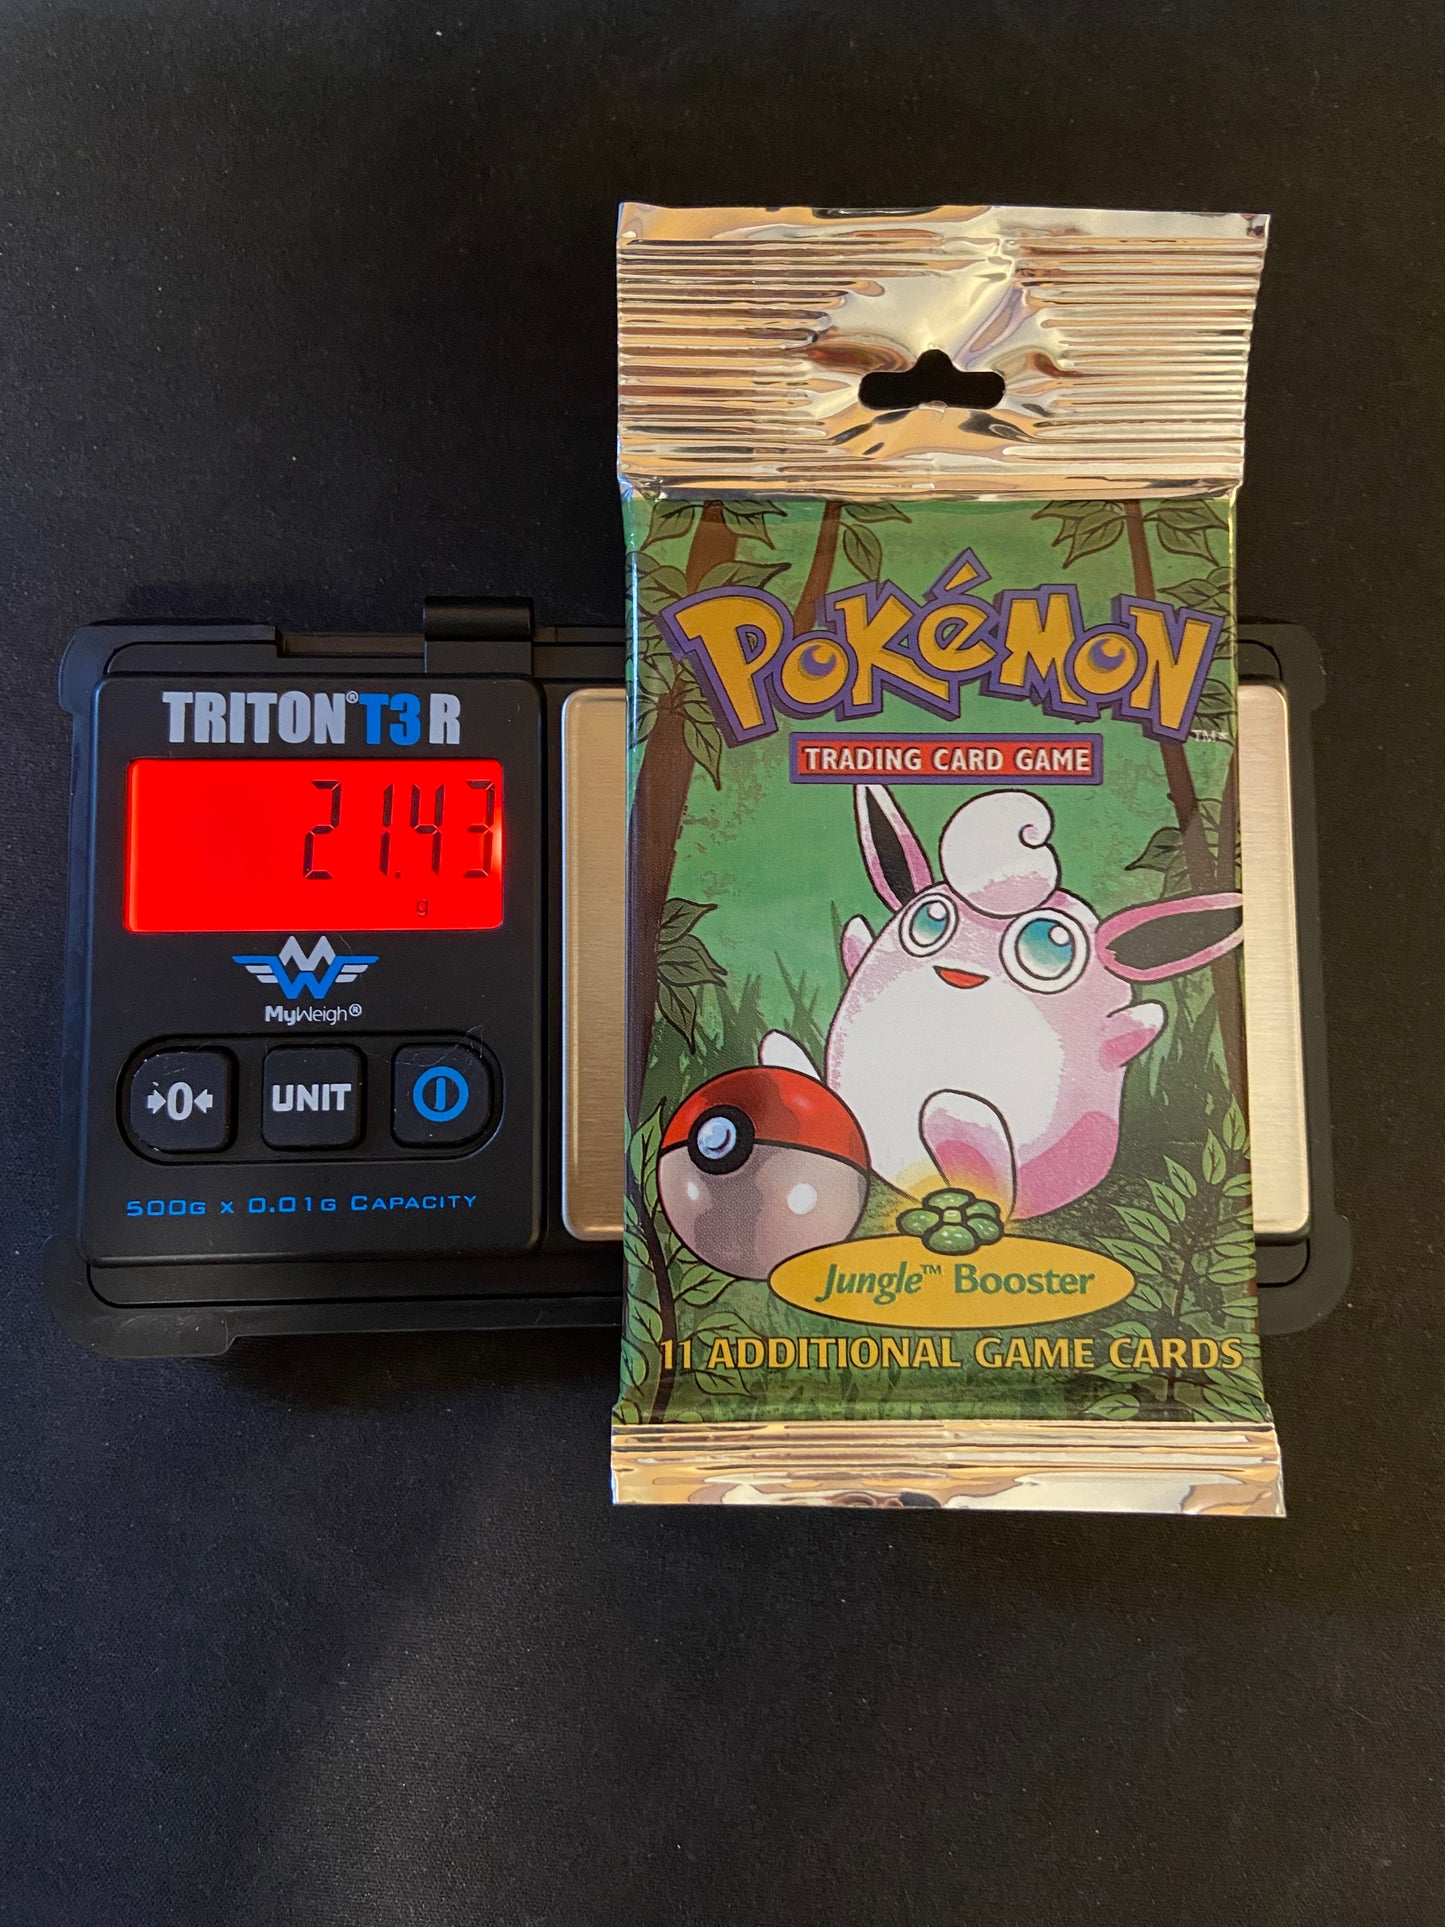 TRITON® T3 R
21.43
g
MW
MyWeigh®
→0←
UNIT
500G x 0.01G CAPACITY
POKéMON
TM
TRADING CARD GAME
Jungle™ Booster
11 ADDITIONAL GAME CARDS